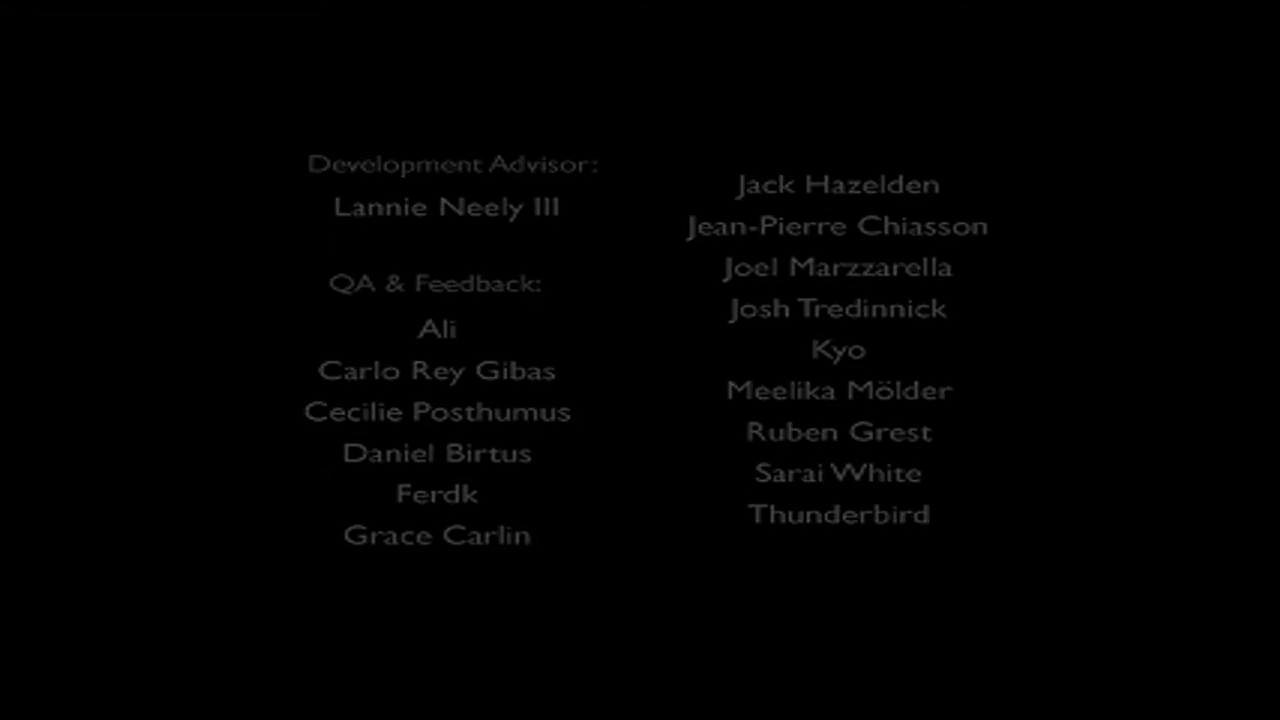 Development Advisor:
Lannie Neely III
QA & Feedback:
Ali
Carlo Rey Gibas
Cecilie Posthumus
Daniel Birtus
Ferdk
Grace Carlin
Jack Hazelden
Jean-Pierre Chiasson
Joel Marzzarella
Josh Tredinnick
Kyo
Meelika Mölder
Ruben Grest
Sarai White
Thunderbird